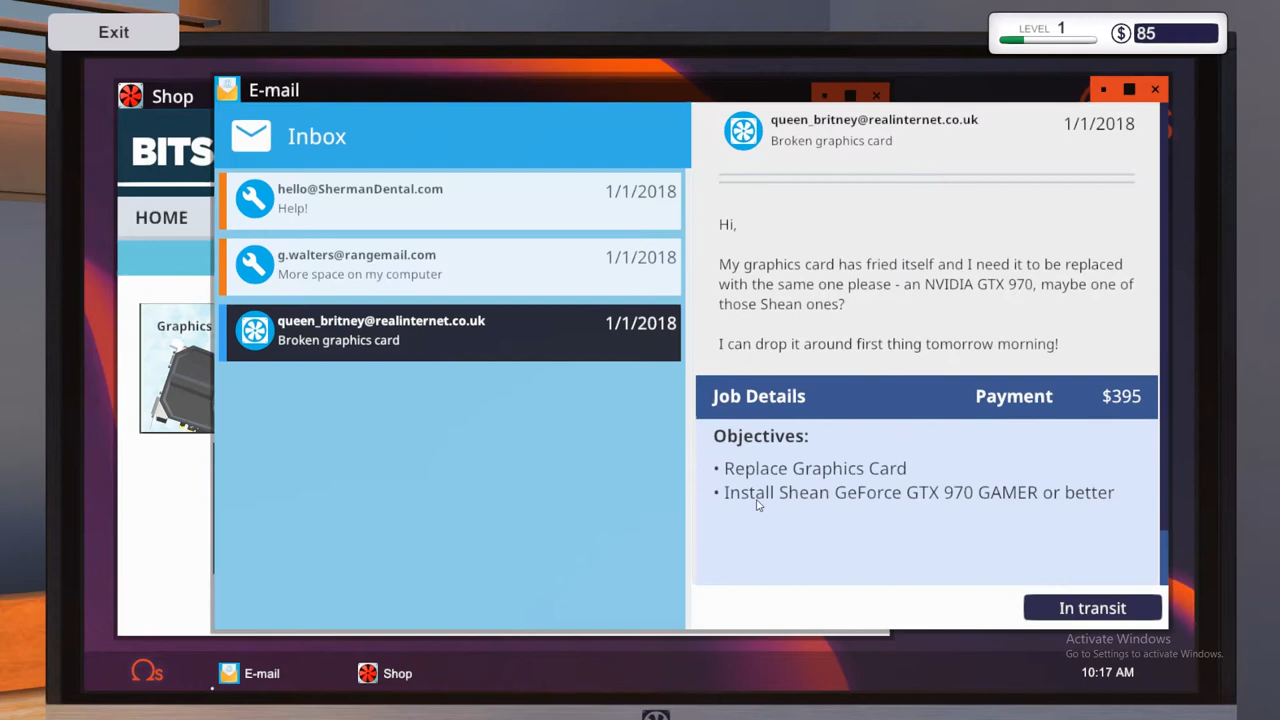 Exit
LEVEL 1
$ 85
Shop
E-mail
BITS
HOME
Graphics
Inbox
hello@ShermanDental.com 1/1/2018
Help!
g.walters@rangemail.com 1/1/2018
More space on my computer
queen_britney@realinternet.co.uk 1/1/2018
Broken graphics card
queen_britney@realinternet.co.uk 1/1/2018
Broken graphics card
Hi,
My graphics card has fried itself and I need it to be replaced
with the same one please - an NVIDIA GTX 970, maybe one of
those Shean ones?
I can drop it around first thing tomorrow morning!
Job Details Payment $395
Objectives:
• Replace Graphics Card
• Install Shean GeForce GTX 970 GAMER or better
In transit
Activate Windows
Go to Settings to activate Windows.
E-mail
Shop
10:17 AM